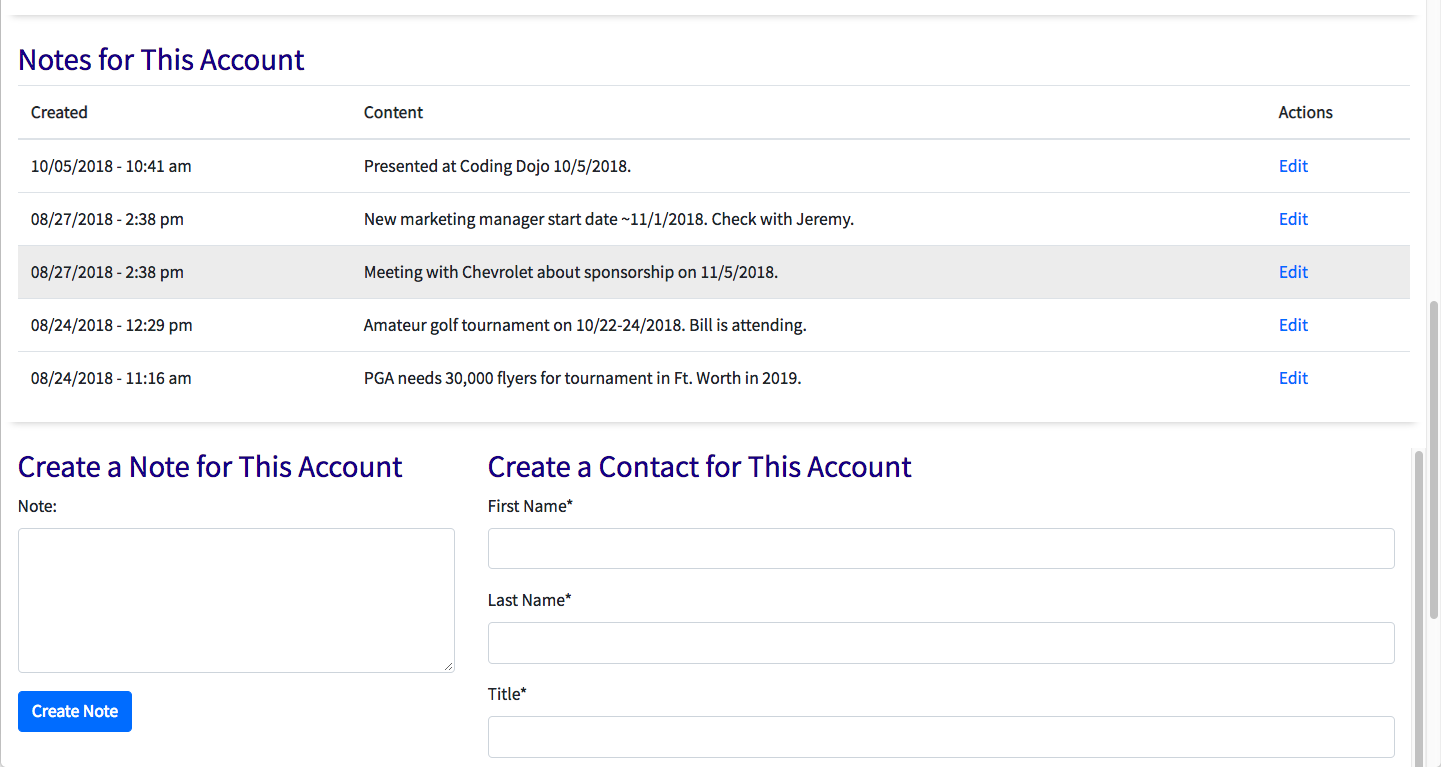 Notes for This Account
Created Content Actions
10/05/2018 - 10:41 am Presented at Coding Dojo 10/5/2018. Edit
08/27/2018 - 2:38 pm New marketing manager start date ~11/1/2018. Check with Jeremy. Edit
08/27/2018 - 2:38 pm Meeting with Chevrolet about sponsorship on 11/5/2018. Edit
08/24/2018 - 12:29 pm Amateur golf tournament on 10/22-24/2018. Bill is attending. Edit
08/24/2018 - 11:16 am PGA needs 30,000 flyers for tournament in Ft. Worth in 2019. Edit
Create a Note for This Account
Note:
Create Note
Create a Contact for This Account
First Name*
Last Name*
Title*